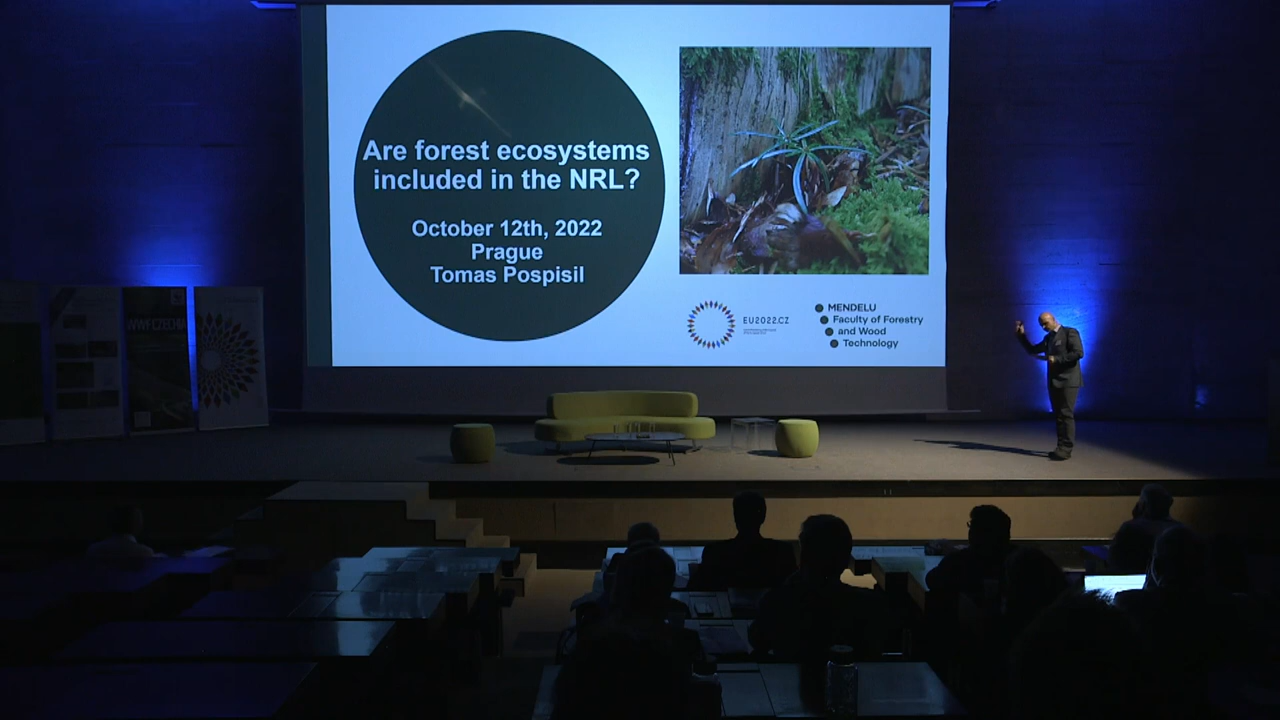 Are forest ecosystems
included in the NRL?
October 12th, 2022
Prague
Tomas Pospisil
EU2022.CZ
MENDELU
Faculty of Forestry
and Wood
Technology